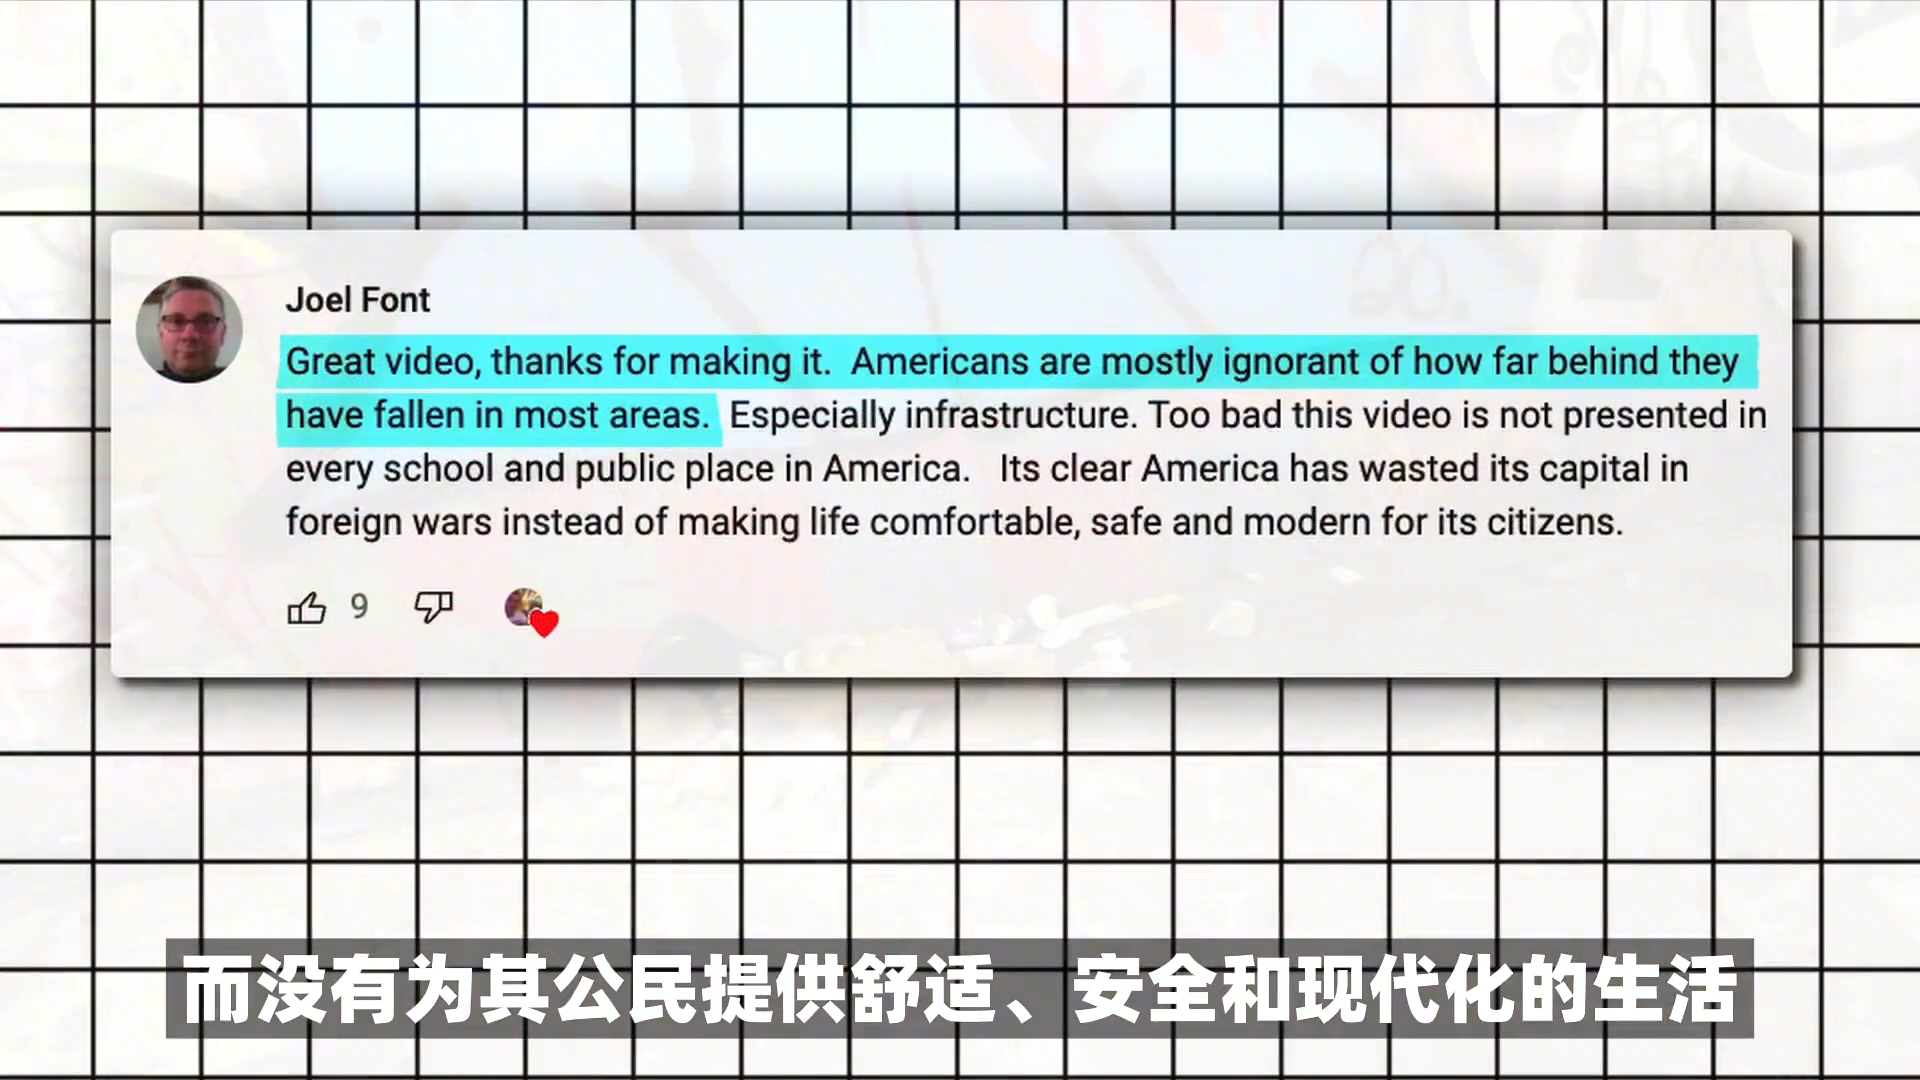 Joel Font
Great video, thanks for making it.  Americans are mostly ignorant of how far behind they
have fallen in most areas.  Especially infrastructure. Too bad this video is not presented in
every school and public place in America.   Its clear America has wasted its capital in
foreign wars instead of making life comfortable, safe and modern for its citizens.
9
而没有为其公民提供舒适、安全和现代化的生活